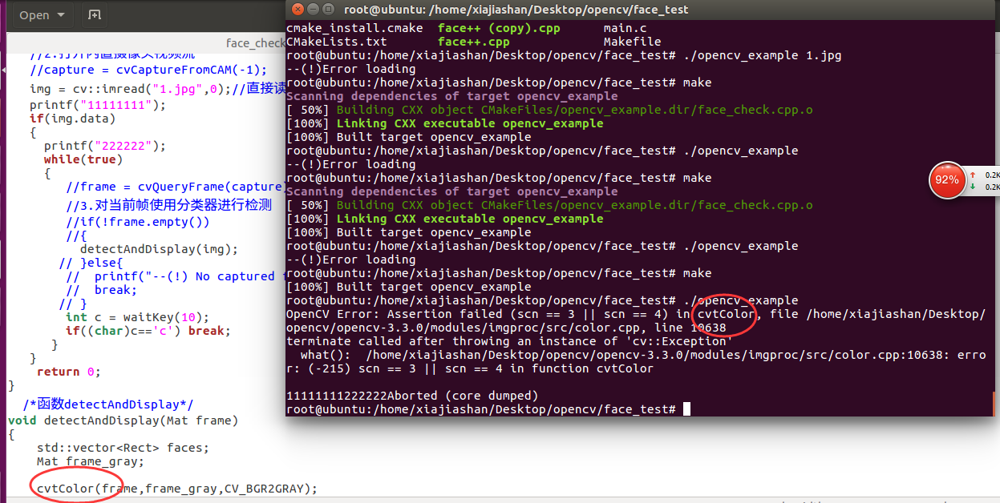 Open
face_check
//2.打开内置摄像头视频流
//capture = cvCaptureFromCAM(-1);
img = cv::imread("1.jpg",0);//直接读
printf("11111111");
if(img.data)
{
printf("222222");
while(true)
{
//frame = cvQueryFrame(capture)
//3.对当前帧使用分类器进行检测
//if(!frame.empty())
//{
detectAndDisplay(img);
// }else{
// printf("--(!) No captured f
// break;
// }
int c = waitKey(10);
if((char)c=='c') break;
}
}
return 0;
}
/*函数detectAndDisplay*/
void detectAndDisplay(Mat frame)
{
std::vector<Rect> faces;
Mat frame_gray;
cvtColor(frame,frame_gray,CV_BGR2GRAY);
root@ubuntu: /home/xiajiashan/Desktop/opencv/face_test
cmake_install.cmake face++ (copy).cpp main.c
CMakeLists.txt face++.cpp Makefile
root@ubuntu:/home/xiajiashan/Desktop/opencv/face_test# ./opencv_example 1.jpg
--(!)Error loading
root@ubuntu:/home/xiajiashan/Desktop/opencv/face_test# make
Scanning dependencies of target opencv_example
[ 50%] Building CXX object CMakeFiles/opencv_example.dir/face_check.cpp.o
[100%] Linking CXX executable opencv_example
[100%] Built target opencv_example
root@ubuntu:/home/xiajiashan/Desktop/opencv/face_test# ./opencv_example
--(!)Error loading
root@ubuntu:/home/xiajiashan/Desktop/opencv/face_test# make
Scanning dependencies of target opencv_example
[ 50%] Building CXX object CMakeFiles/opencv_example.dir/face_check.cpp.o
[100%] Linking CXX executable opencv_example
[100%] Built target opencv_example
root@ubuntu:/home/xiajiashan/Desktop/opencv/face_test# ./opencv_example
--(!)Error loading
root@ubuntu:/home/xiajiashan/Desktop/opencv/face_test# make
[100%] Built target opencv_example
root@ubuntu:/home/xiajiashan/Desktop/opencv/face_test# ./opencv_example
OpenCV Error: Assertion failed (scn == 3 || scn == 4) in cvtColor, file /home/xiajiashan/Desktop/
opencv/opencv-3.3.0/modules/imgproc/src/color.cpp, line 10638
terminate called after throwing an instance of 'cv::Exception'
what(): /home/xiajiashan/Desktop/opencv/opencv-3.3.0/modules/imgproc/src/color.cpp:10638: erro
r: (-215) scn == 3 || scn == 4 in function cvtColor
11111111222222Aborted (core dumped)
root@ubuntu:/home/xiajiashan/Desktop/opencv/face_test#
92%
0.2K
0.2K